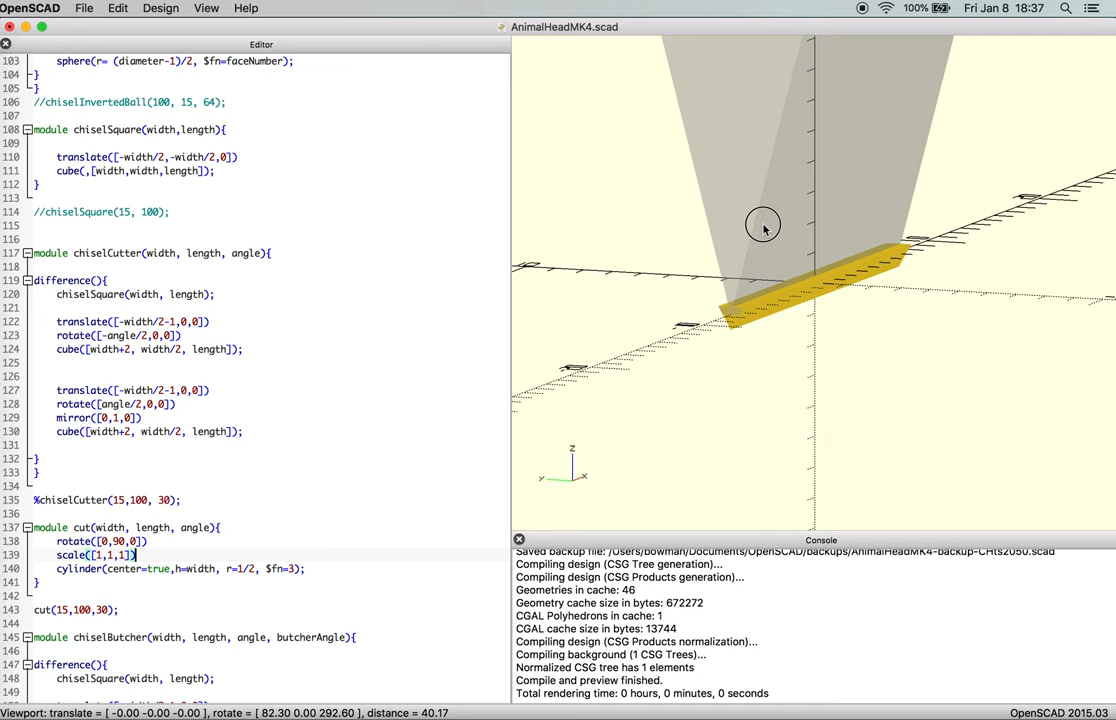 OpenSCAD File Edit Design View Help 100% Fri Jan 8 18:37
AnimalHeadMK4.scad
Editor
103 sphere(r= (diameter-1)/2, $fn=faceNumber);
104 }
105 }
106 //chiselInvertedBall(100, 15, 64);
107
108 module chiselSquare(width,length){
109
110 translate([-width/2,-width/2,0])
111 cube(,[width,width,length]);
112 }
113
114 //chiselSquare(15, 100);
115
116
117 module chiselCutter(width, length, angle){
118
119 difference(){
120 chiselSquare(width, length);
121
122 translate([-width/2-1,0,0])
123 rotate([-angle/2,0,0])
124 cube([width+2, width/2, length]);
125
126
127 translate([-width/2-1,0,0])
128 rotate([angle/2,0,0])
129 mirror([0,1,0])
130 cube([width+2, width/2, length]);
131
132 }
133 }
134
135 %chiselCutter(15,100, 30);
136
137 module cut(width, length, angle){
138 rotate([0,90,0])
139 scale([1,1,1])
140 cylinder(center=true,h=width, r=1/2, $fn=3);
141 }
142
143 cut(15,100,30);
144
145 module chiselButcher(width, length, angle, butcherAngle){
146
147 difference(){
148 chiselSquare(width, length);
149
Z
Y
X
Console
Saved backup file: /Users/bowman/Documents/OpenSCAD/backups/AnimalHeadMK4-backup-CHts2050.scad
Compiling design (CSG Tree generation)...
Compiling design (CSG Products generation)...
Geometries in cache: 46
Geometry cache size in bytes: 672272
CGAL Polyhedrons in cache: 1
CGAL cache size in bytes: 13744
Compiling design (CSG Products normalization)...
Compiling background (1 CSG Trees)...
Normalized CSG tree has 1 elements
Compile and preview finished.
Total rendering time: 0 hours, 0 minutes, 0 seconds
Viewport: translate = [ -0.00 -0.00 -0.00 ], rotate = [ 82.30 0.00 292.60 ], distance = 40.17
OpenSCAD 2015.03